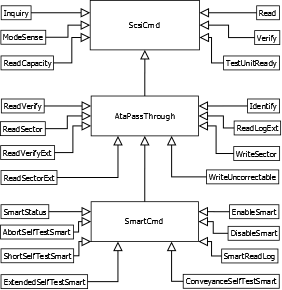 Inquiry
ScsiCmd
Read
ModeSense
Verify
ReadCapacity
TestUnitReady
ReadVerify
AtaPassThrough
Identify
ReadSector
ReadLogExt
ReadVerifyExt
WriteSector
ReadSectorExt
WriteUncorrectable
SmartStatus
SmartCmd
EnableSmart
AbortSelfTestSmart
DisableSmart
ShortSelfTestSmart
SmartReadLog
ExtendedSelfTestSmart
ConveyanceSelfTestSmart